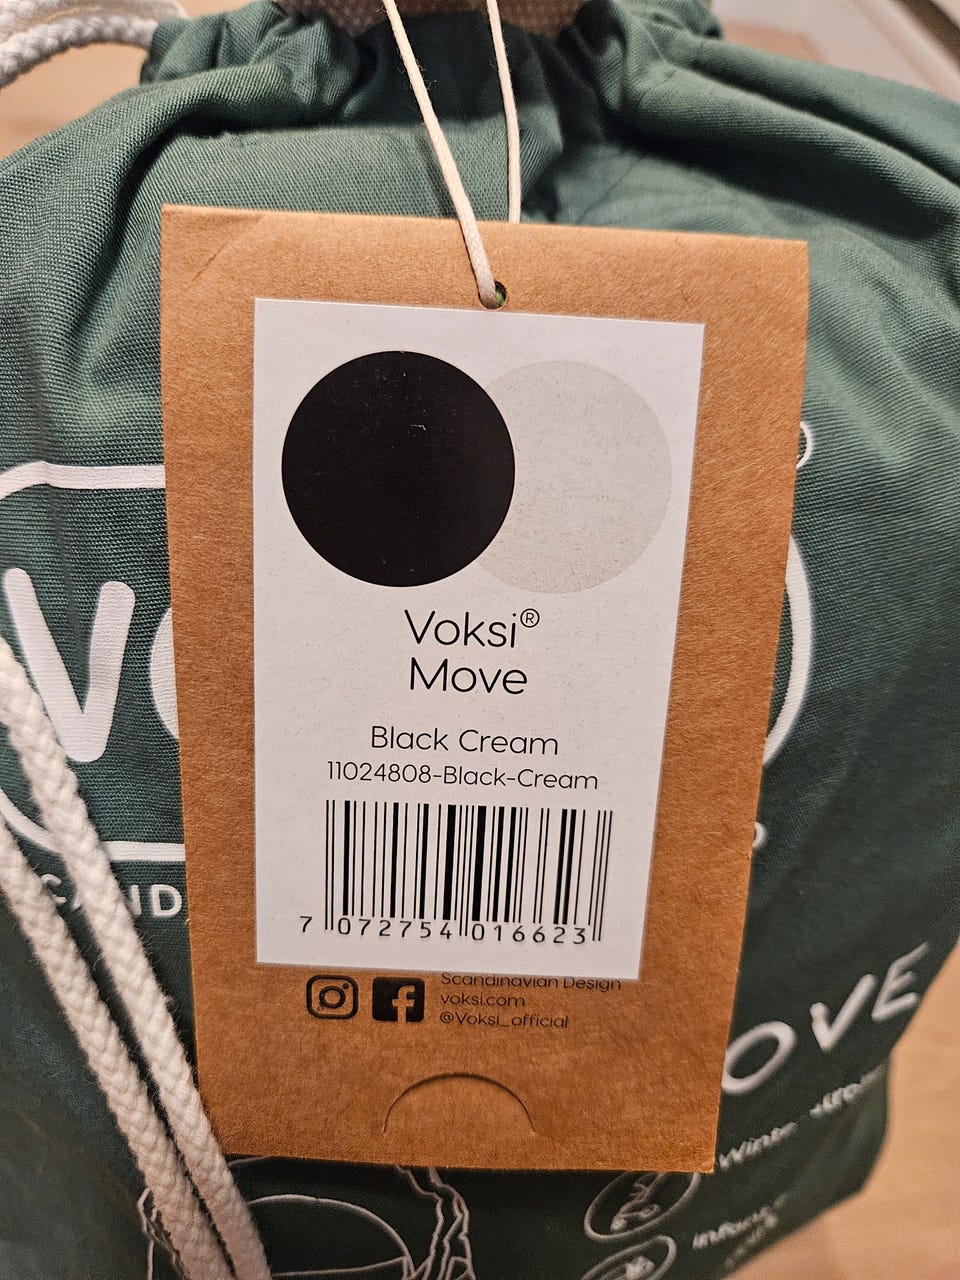 Voksi®
Move
Black Cream
11024808-Black-Cream
7 072754 016623
Scandinavian Design
voksi.com
@Voksi_official
OVE